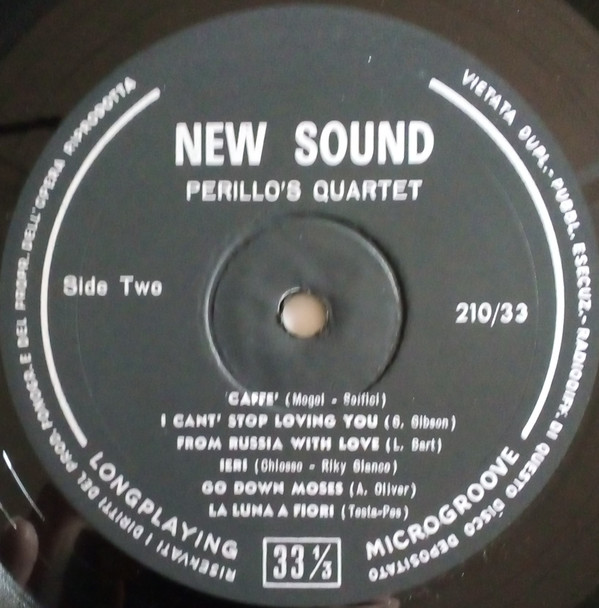 NEW SOUND
PERILLO'S QUARTET
Side Two
210/33
CAFFE' (Mogol - Soffici)
I CANT' STOP LOVING YOU (G. Gibson)
FROM RUSSIA WITH LOVE (L. Bart)
IERI (Chiosso - Riky Gianco)
GO DOWN MOSES (A. Oliver)
LA LUNA A FIORI (Testa-Pes)
LONGPLAYING
33 1/3
MICROGROOVE
RISERVATI I DIRITTI DEL PROD. FONOGR. E DEL PROPR. DELL'OPERA RIPRODOTTA
VIETATA DUPL. - PUBBL. ESECUZ. - RADIODIFF. DI QUESTO DISCO DEPOSITATO